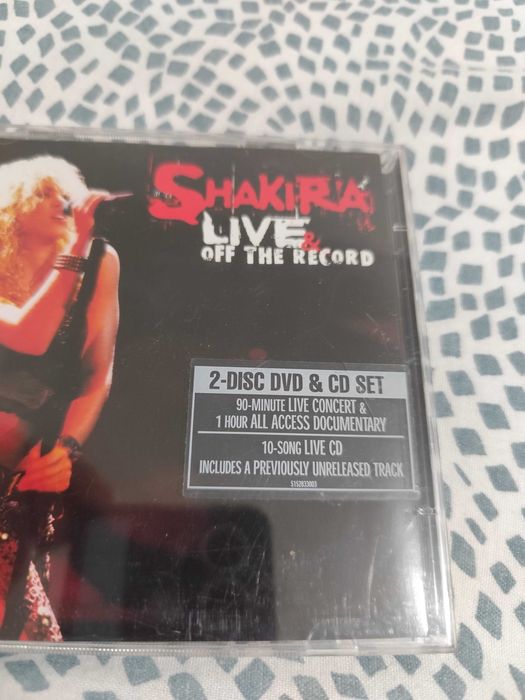 SHAKIRA
LIVE &
OFF THE RECORD
2-DISC DVD & CD SET
90-MINUTE LIVE CONCERT &
1 HOUR ALL ACCESS DOCUMENTARY
10-SONG LIVE CD
INCLUDES A PREVIOUSLY UNRELEASED TRACK
5152033003